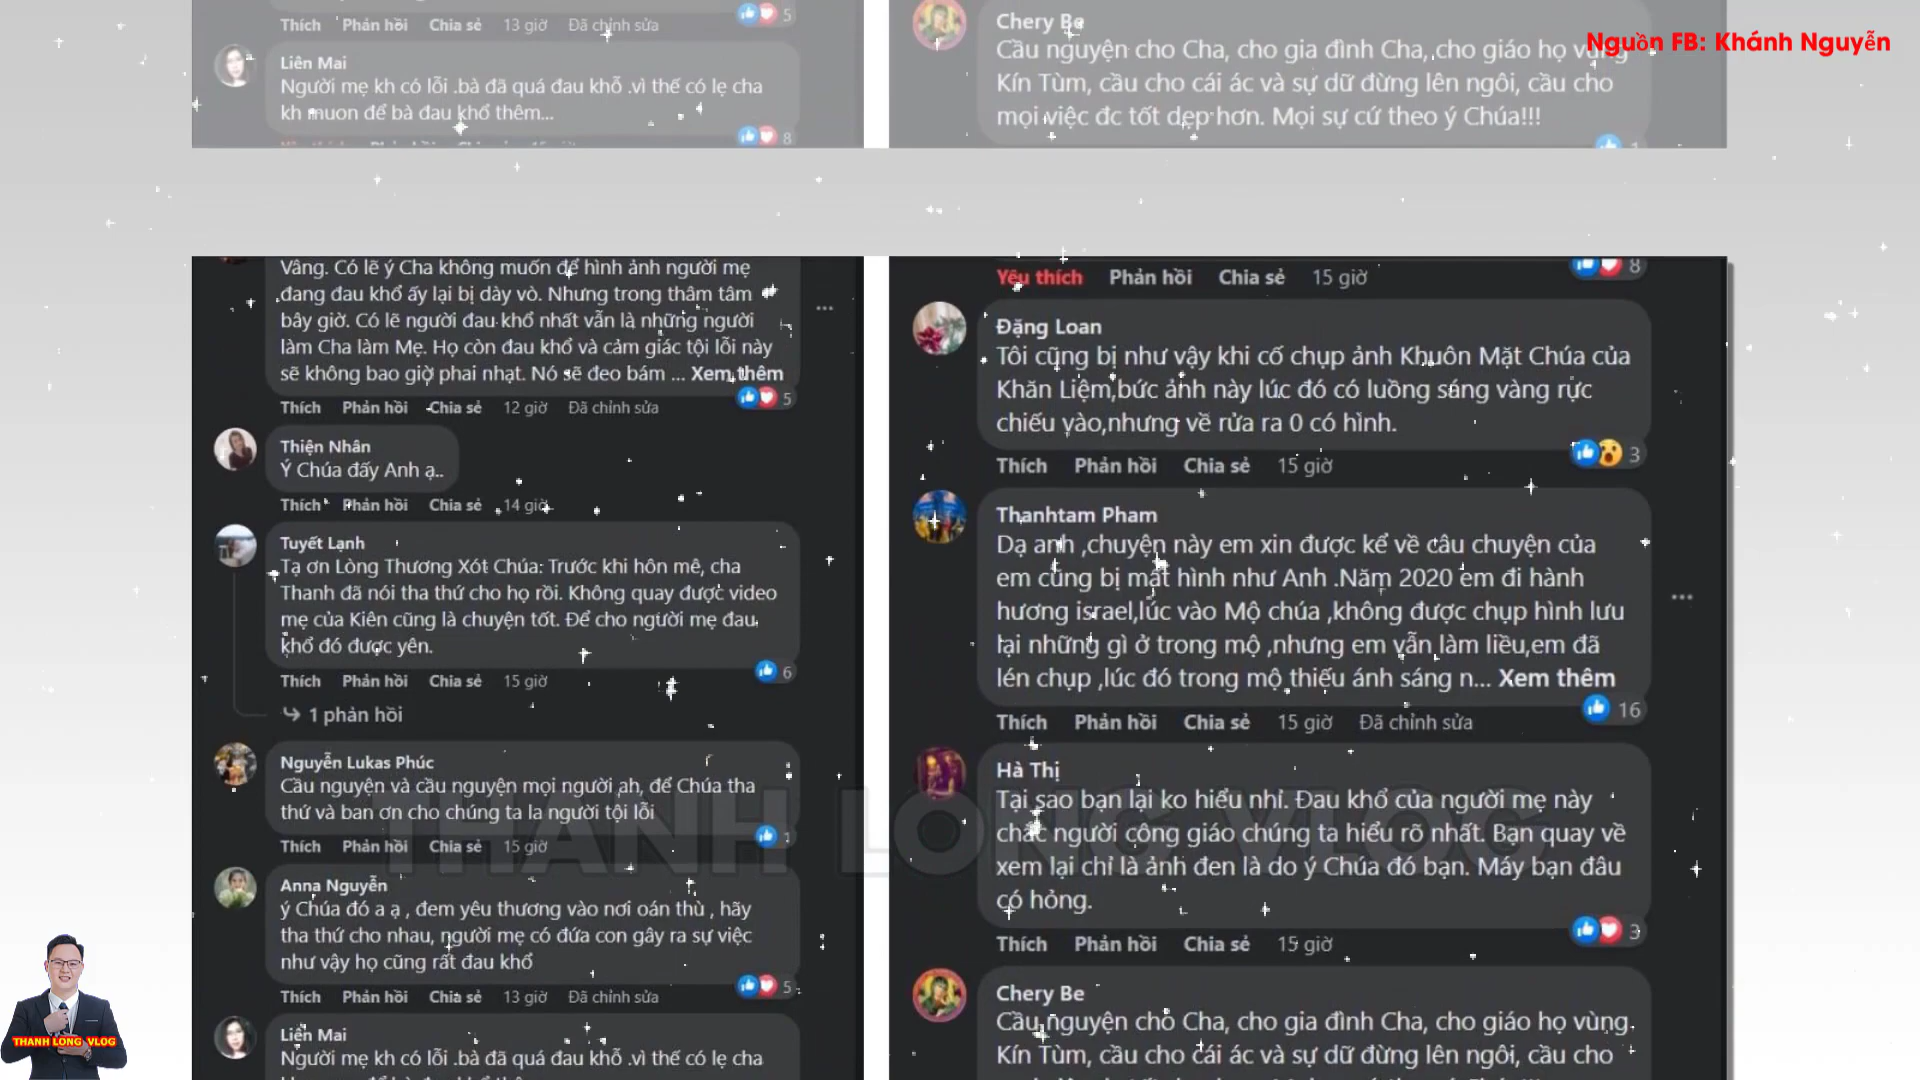 Thích Phản hồi Chia sẻ 13 giờ Đã chỉnh sửa
5
Liên Mai
Người mẹ kh có lỗi .bà đã quá đau khổ .vì thế có lẹ cha
kh muon để bà đau khổ thêm...
8
Chery Be
Cầu nguyện cho Cha, cho gia đình Cha, cho giáo họ vùng
Kín Tùm, cầu cho cái ác và sự dữ đừng lên ngôi, cầu cho
mọi việc đc tốt dẹp hơn. Mọi sự cứ theo ý Chúa!!!
1
Nguồn FB: Khánh Nguyễn
Vâng. Có lẽ ý Cha không muốn để hình ảnh người mẹ
đang đau khổ ấy lại bị dày vò. Nhưng trong thâm tâm
bây giờ. Có lẽ người đau khổ nhất vẫn là những người
làm Cha làm Mẹ. Họ còn đau khổ và cảm giác tội lỗi này
sẽ không bao giờ phai nhạt. Nó sẽ đeo bám ... Xem thêm
Thích Phản hồi Chia sẻ 12 giờ Đã chỉnh sửa
5
Thiện Nhân
Ý Chúa đấy Anh ạ..
Thích Phản hồi Chia sẻ 14 giờ
Tuyết Lạnh
Tạ ơn Lòng Thương Xót Chúa: Trước khi hôn mê, cha
Thanh đã nói tha thứ cho họ rồi. Không quay được video
mẹ của Kiên cũng là chuyện tốt. Để cho người mẹ đau
khổ đó được yên.
6
Thích Phản hồi Chia sẻ 15 giờ
1 phản hồi
Nguyễn Lukas Phúc
Cầu nguyện và cầu nguyện mọi người ah, để Chúa tha
thứ và ban ơn cho chúng ta la người tội lỗi
1
Thích Phản hồi Chia sẻ 15 giờ
Anna Nguyễn
ý Chúa đó a ạ , đem yêu thương vào nơi oán thù , hãy
tha thứ cho nhau, người mẹ có đứa con gây ra sự việc
như vậy họ cũng rất đau khổ
5
Thích Phản hồi Chia sẻ 13 giờ Đã chỉnh sửa
Liên Mai
Người mẹ kh có lỗi .bà đã quá đau khổ .vì thế có lẹ cha
Yêu thích Phản hồi Chia sẻ 15 giờ
8
Đặng Loan
Tôi cũng bị như vậy khi cố chụp ảnh Khuôn Mặt Chúa của
Khăn Liệm,bức ảnh này lúc đó có luồng sáng vàng rực
chiếu vào,nhưng về rửa ra 0 có hình.
3
Thích Phản hồi Chia sẻ 15 giờ
Thanhtam Pham
Dạ anh ,chuyện này em xin được kể về câu chuyện của
em cũng bị mất hình như Anh .Năm 2020 em đi hành
hương israel,lúc vào Mộ chúa ,không được chụp hình lưu
lại những gì ở trong mộ ,nhưng em vẫn làm liều,em đã
lén chụp ,lúc đó trong mộ thiếu ánh sáng n... Xem thêm
16
Thích Phản hồi Chia sẻ 15 giờ Đã chỉnh sửa
Hà Thị
Tại sao bạn lại ko hiểu nhỉ. Đau khổ của người mẹ này
chắc người công giáo chúng ta hiểu rõ nhất. Bạn quay về
xem lại chỉ là ảnh đen là do ý Chúa đó bạn. Máy bạn đâu
có hỏng.
3
Thích Phản hồi Chia sẻ 15 giờ
Chery Be
Cầu nguyện cho Cha, cho gia đình Cha, cho giáo họ vùng
Kín Tùm, cầu cho cái ác và sự dữ đừng lên ngôi, cầu cho
THANH LONG VLOG
THANH LONG VLOG